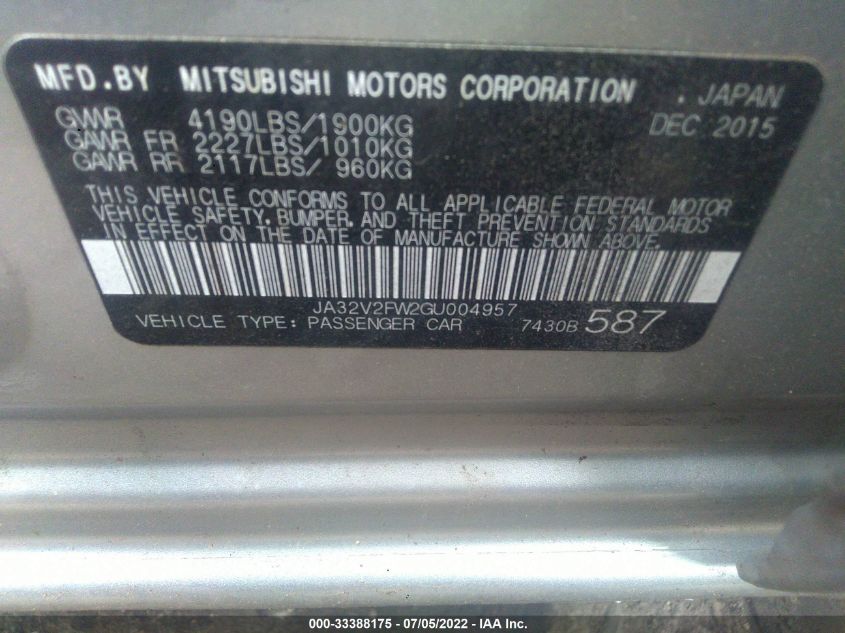 MFD.BY MITSUBISHI MOTORS CORPORATION . JAPAN
GVWR 4190LBS/1900KG DEC 2015
GAWR FR 2227LBS/1010KG
GAWR RR 2117LBS/ 960KG
THIS VEHICLE CONFORMS TO ALL APPLICABLE FEDERAL MOTOR
VEHICLE SAFETY, BUMPER, AND THEFT PREVENTION STANDARDS
IN EFFECT ON THE DATE OF MANUFACTURE SHOWN ABOVE.
JA32V2FW2GU004957
VEHICLE TYPE: PASSENGER CAR 7430B 587
000-33388175 - 07/05/2022 - IAA Inc.